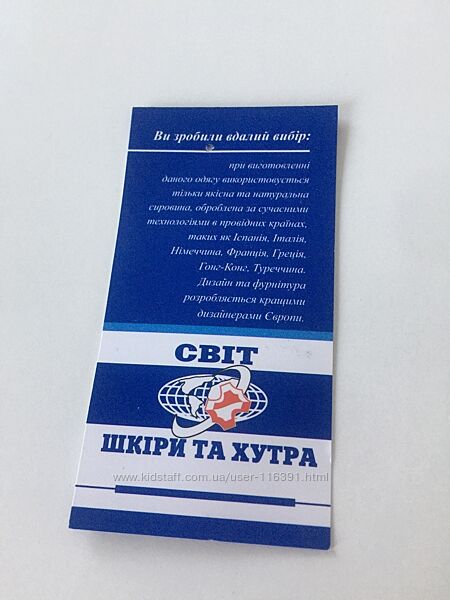 Ви зробили вдалий вибір:
при виготовленні
даного одягу використовується
тільки якісна та натуральна
сировина, оброблена за сучасними
технологіями в провідних країнах,
таких як Іспанія, Італія,
Німеччина, Франція, Греція,
Гонг-Конг, Туреччина.
Дизайн та фурнітура
розробляється кращими
дизайнерами Європи.
СВІТ
ШКІРИ ТА ХУТРА
www.kidstaff.com.ua/user-116391.html